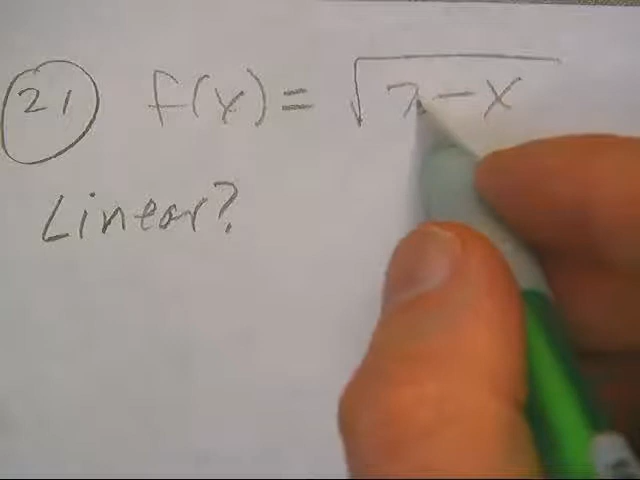 21 f(x) = √7-x
Linear?